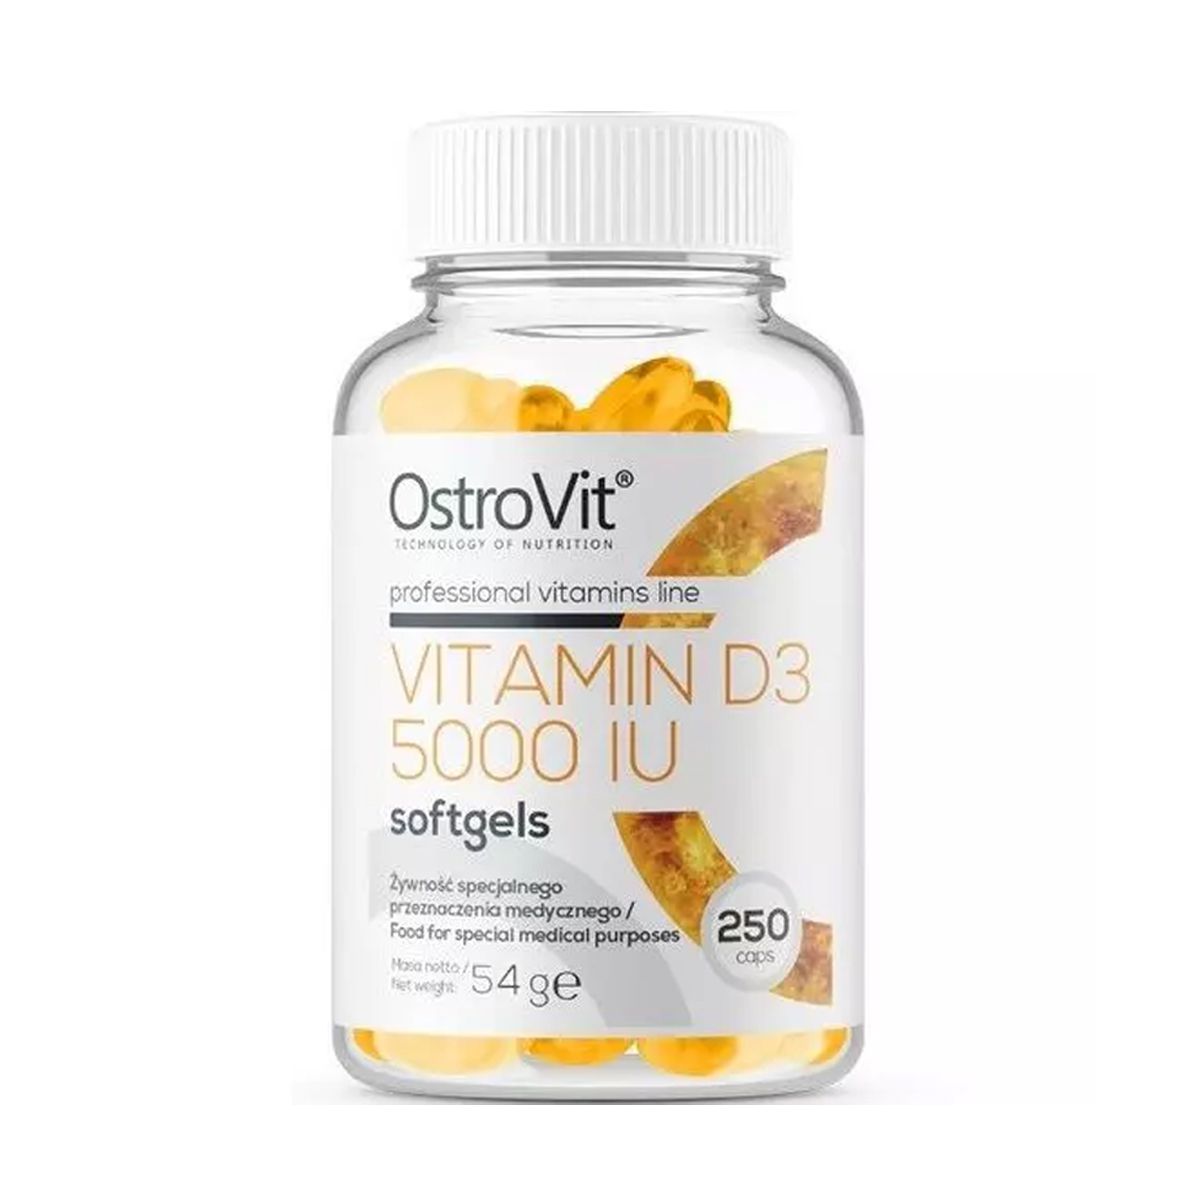 OstroVit®
TECHNOLOGY OF NUTRITION
professional vitamins line
VITAMIN D3
5000 IU
softgels
Żywność specjalnego
przeznaczenia medycznego /
Food for special medical purposes
Masa netto /
Net weight: 54 g℮
250
caps